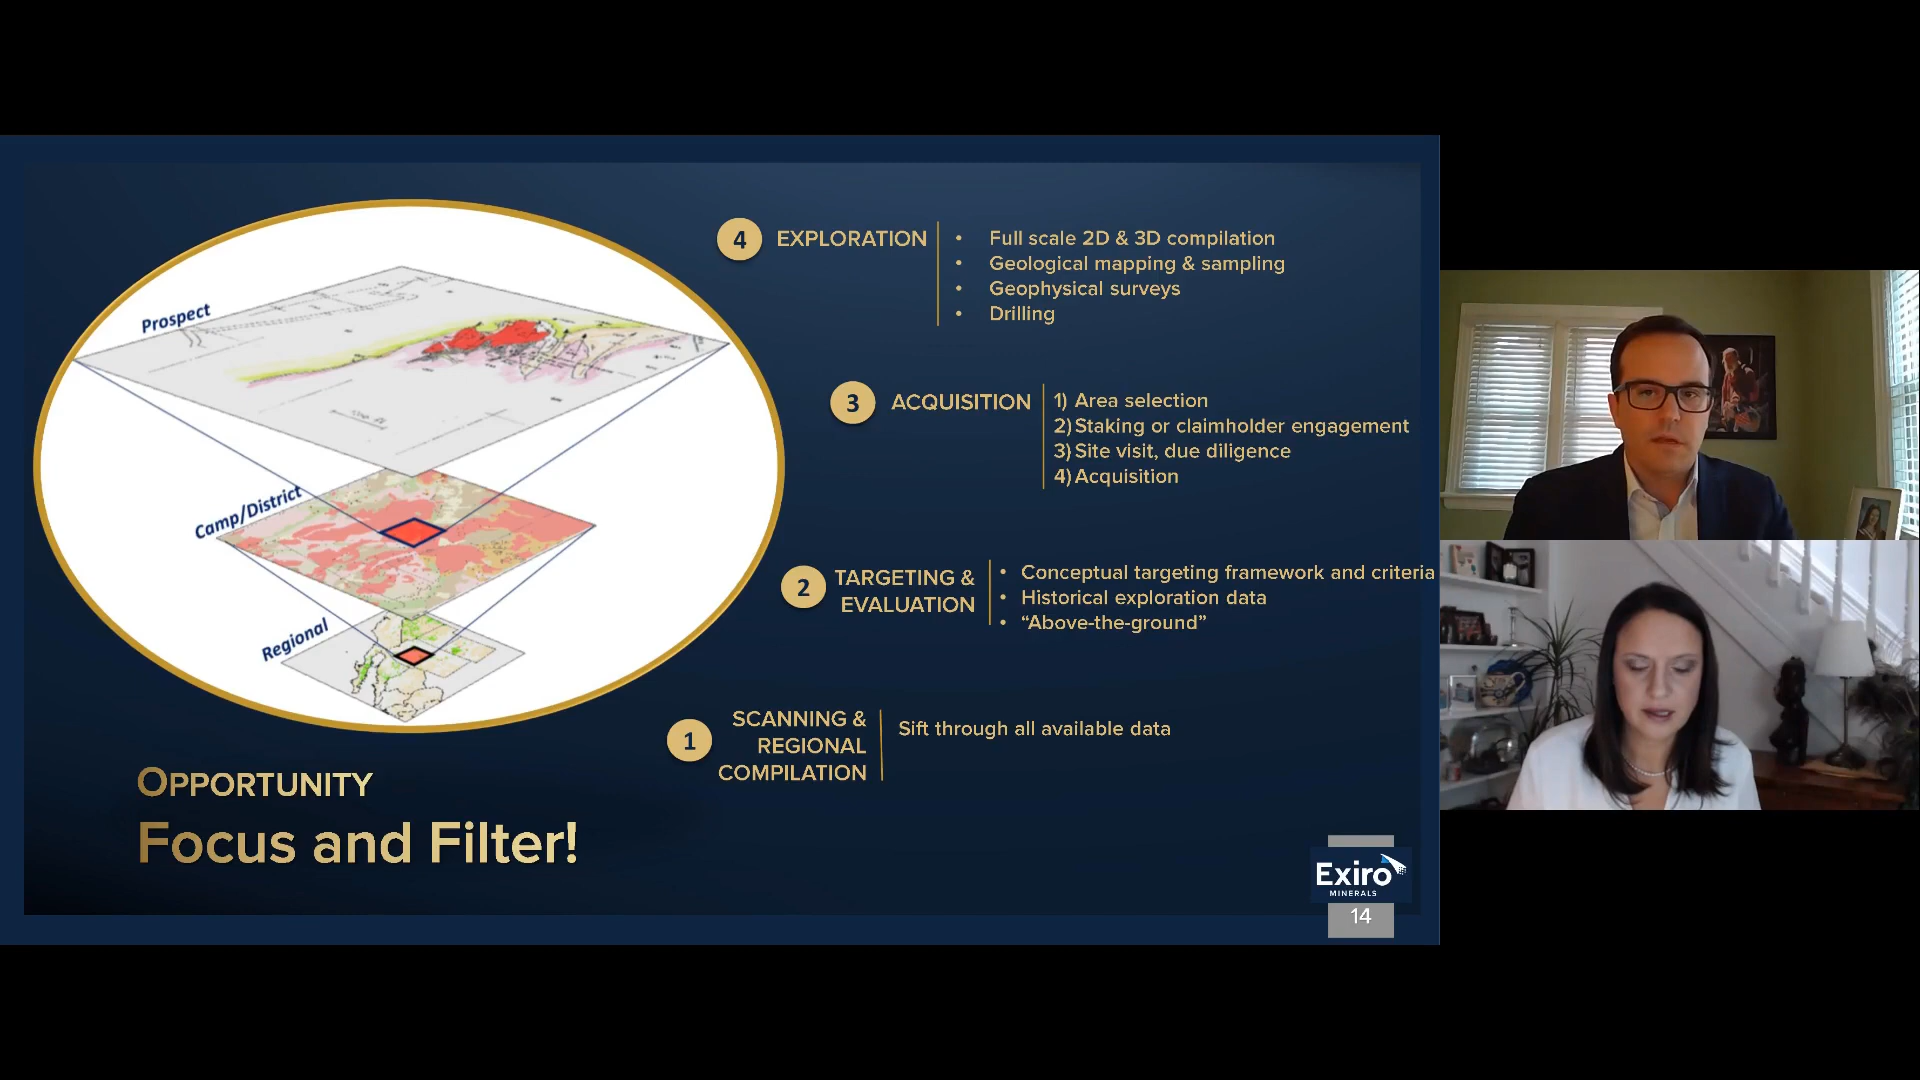 Prospect
Camp/District
Regional
OPPORTUNITY
Focus and Filter!
4
EXPLORATION
• Full scale 2D & 3D compilation
• Geological mapping & sampling
• Geophysical surveys
• Drilling
3
ACQUISITION
1) Area selection
2) Staking or claimholder engagement
3) Site visit, due diligence
4) Acquisition
2
TARGETING &
EVALUATION
• Conceptual targeting framework and criteria
• Historical exploration data
• “Above-the-ground”
1
SCANNING &
REGIONAL
COMPILATION
Sift through all available data
Exiro
MINERALS
14